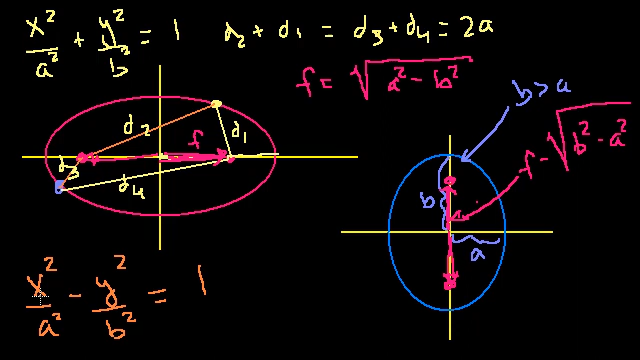 x²/a² + y²/b² = 1
d₂ + d₁ = d₃ + d₄ = 2a
f = √(a² - b²)
b > a
d₂
f
d₁
d₃
d₄
f = √(b² - a²)
b
a
x²/a² - y²/b² = 1